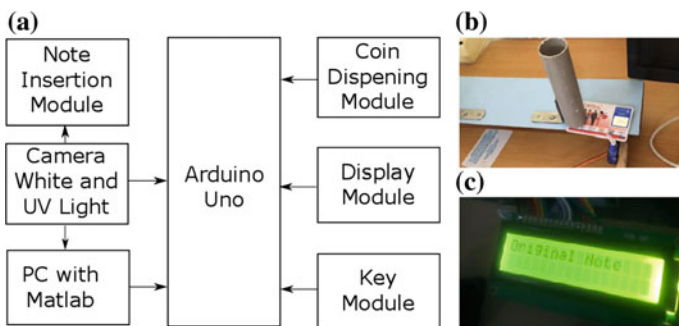 (a)
Note
Insertion
Module
Camera
White and
UV Light
PC with
Matlab
Arduino
Uno
Coin
Dispening
Module
Display
Module
Key
Module
(b)
(c)
Original Note